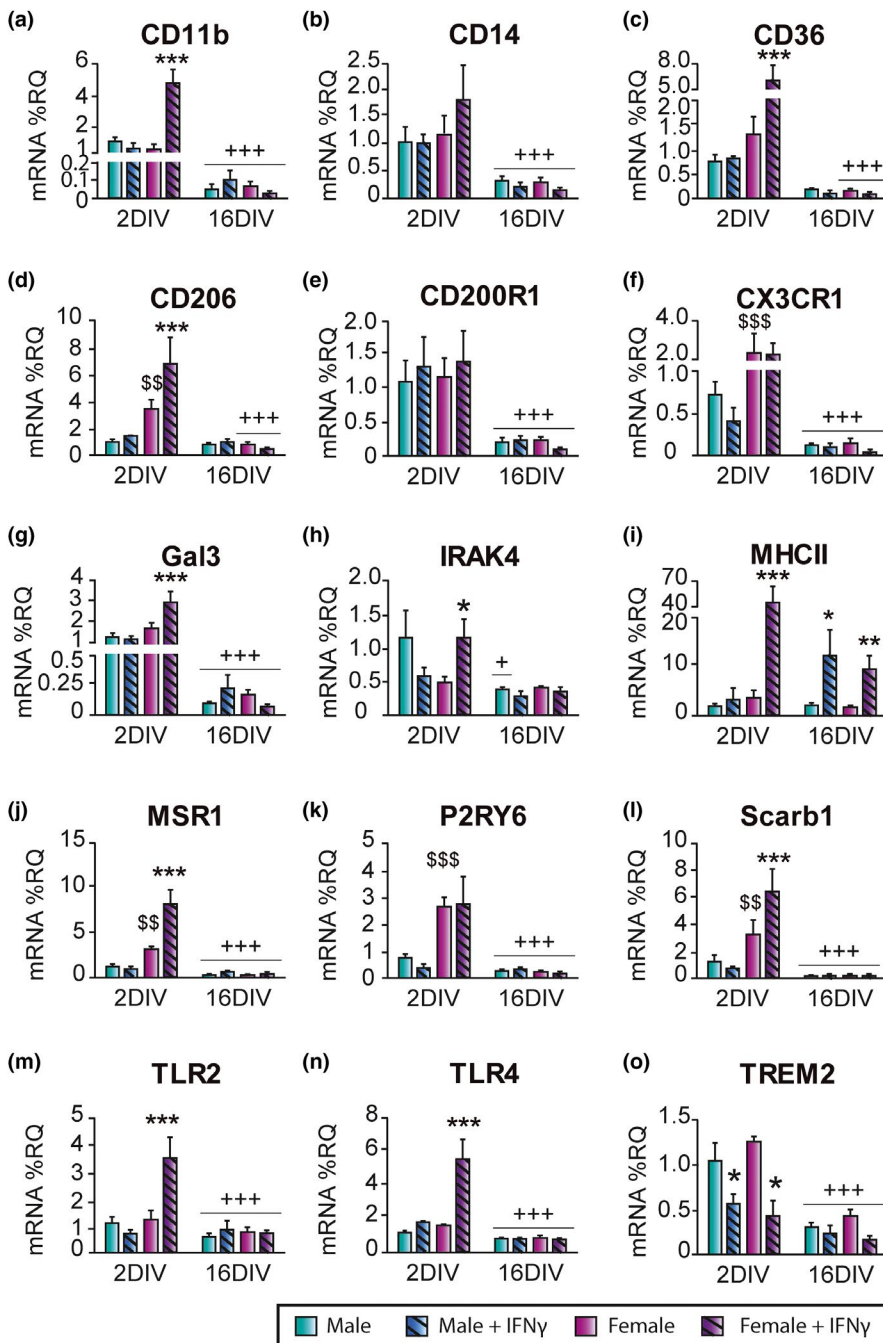 (a)
CD11b
mRNA %RQ
6
4
2
1
0.2
0.1
0
***
+++
2DIV
16DIV
(b)
CD14
mRNA %RQ
2.5
2.0
1.5
1.0
0.5
0
+++
2DIV
16DIV
(c)
CD36
mRNA %RQ
8.0
5.0
2.0
1.5
1.0
0.5
0
***
+++
2DIV
16DIV
(d)
CD206
mRNA %RQ
10
8
6
4
2
0
$$
***
+++
2DIV
16DIV
(e)
CD200R1
mRNA %RQ
2.0
1.5
1.0
0.5
0
+++
2DIV
16DIV
(f)
CX3CR1
mRNA %RQ
4.0
2.0
0.5
0
$$$
+++
2DIV
16DIV
(g)
Gal3
mRNA %RQ
4
3
2
1
0.5
0.25
0
***
+++
2DIV
16DIV
(h)
IRAK4
mRNA %RQ
2.0
1.5
1.0
0.5
0
*
+
2DIV
16DIV
(i)
MHCII
mRNA %RQ
70
40
20
10
0
***
*
**
2DIV
16DIV
(j)
MSR1
mRNA %RQ
15
10
5
0
$$
***
+++
2DIV
16DIV
(k)
P2RY6
mRNA %RQ
5
4
3
2
1
0
$$$
+++
2DIV
16DIV
(l)
Scarb1
mRNA %RQ
10
8
6
4
2
0
$$
***
+++
2DIV
16DIV
(m)
TLR2
mRNA %RQ
5
4
3
2
1
0
***
+++
2DIV
16DIV
(n)
TLR4
mRNA %RQ
8
6
4
2
0
***
+++
2DIV
16DIV
(o)
TREM2
mRNA %RQ
1.5
1.0
0.5
0
*
*
+++
2DIV
16DIV
Male
Male + IFNγ
Female
Female + IFNγ